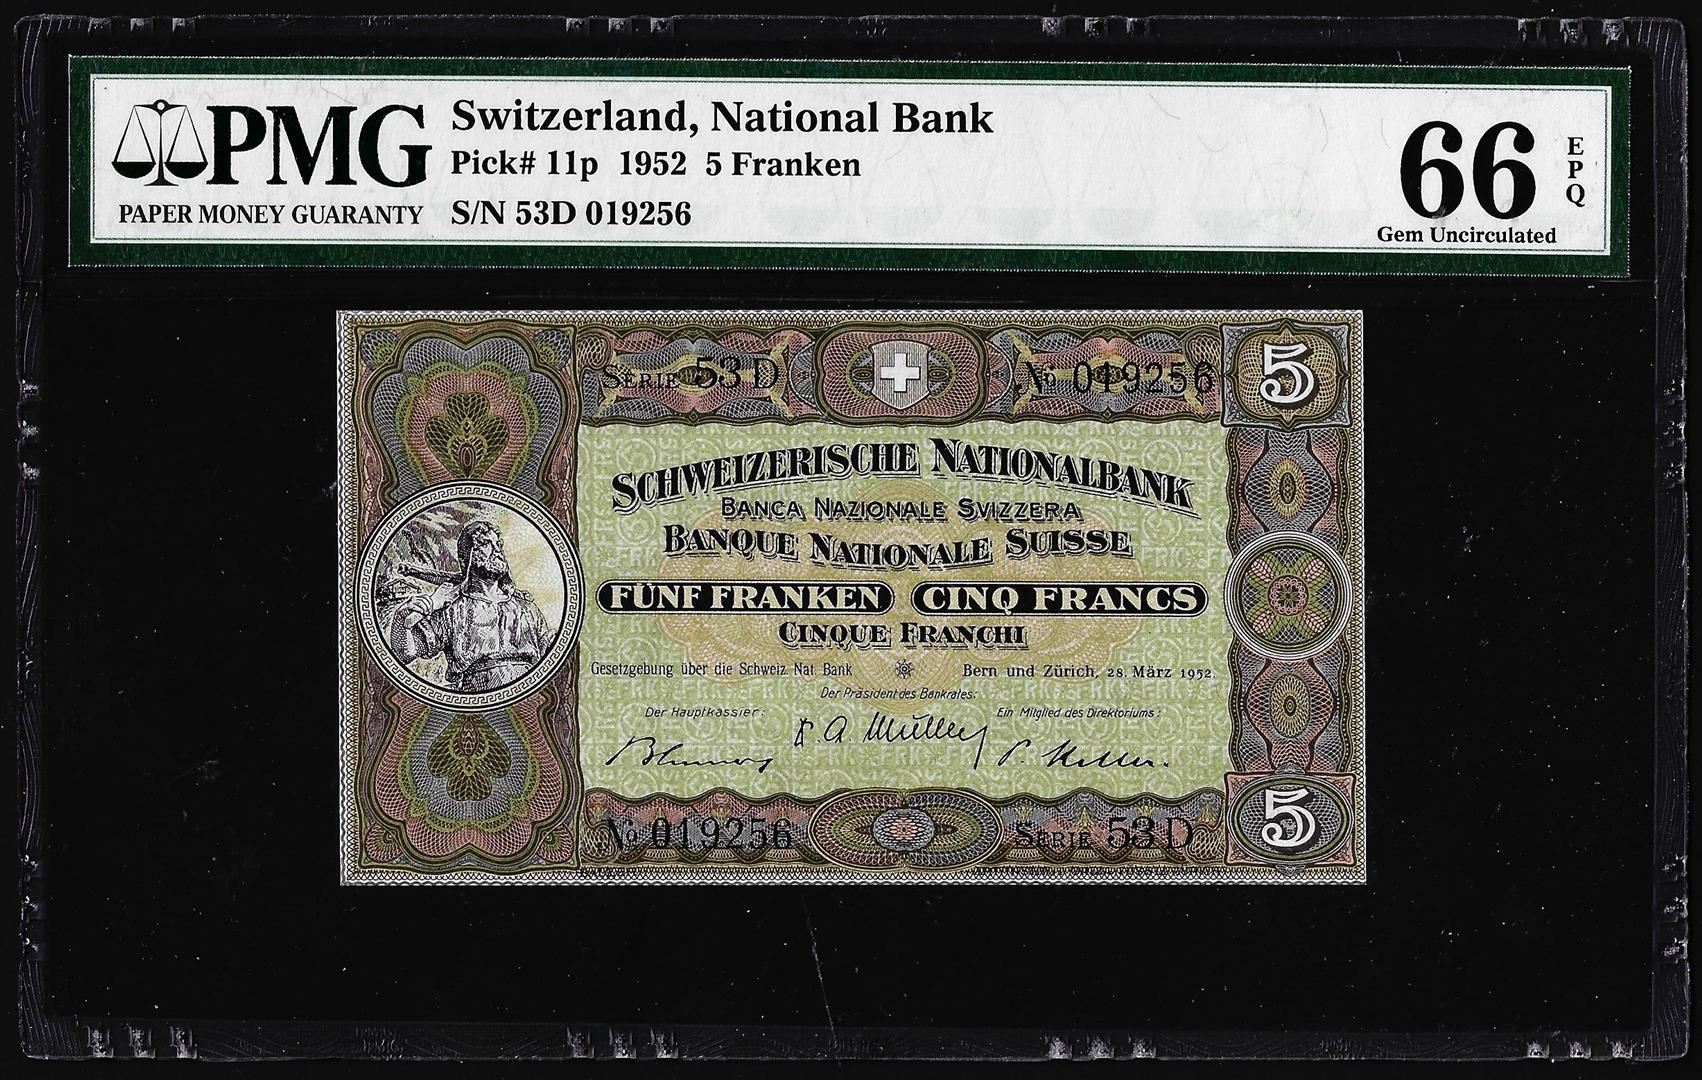 PMG
PAPER MONEY GUARANTY
Switzerland, National Bank
Pick# 11p 1952 5 Franken
S/N 53D 019256
66 EPQ
Gem Uncirculated
SERIE 53 D
No 019256
5
SCHWEIZERISCHE NATIONALBANK
BANCA NAZIONALE SVIZZERA
BANQUE NATIONALE SUISSE
FÜNF FRANKEN CINQ FRANCS
CINQUE FRANCHI
Gesetzgebung über die Schweiz. Nat. Bank Bern und Zürich, 28. März 1952.
Der Präsident des Bankrates:
Der Hauptkassier: Ein Mitglied des Direktoriums:
No 019256
SERIE 53 D
5